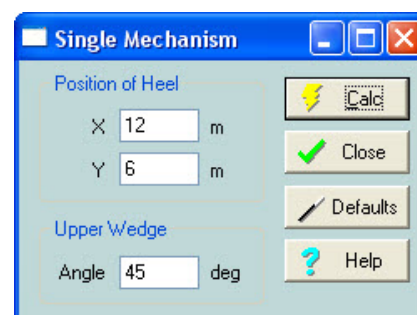 Single Mechanism
Position of Heel
X 12 m
Y 6 m
Upper Wedge
Angle 45 deg
Calc
Close
Defaults
? Help